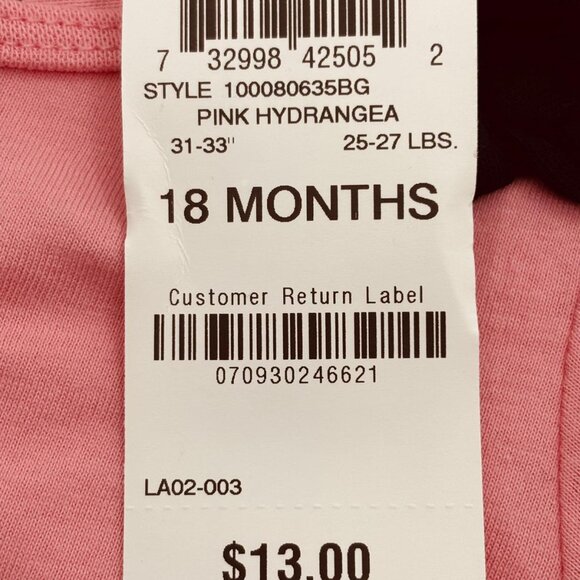 7 32998 42505 2
STYLE 100080635BG
PINK HYDRANGEA
31-33" 25-27 LBS.
18 MONTHS
Customer Return Label
070930246621
LA02-003
$13.00